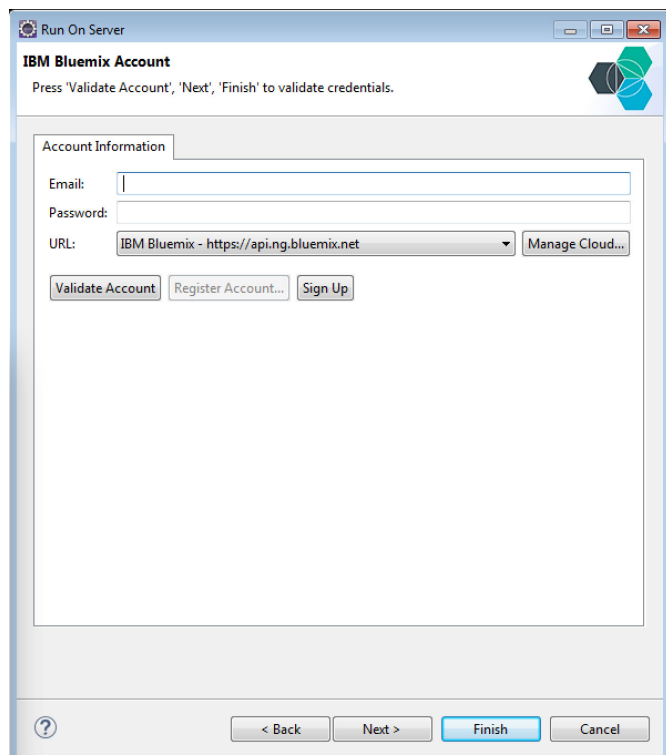 Run On Server
IBM Bluemix Account
Press 'Validate Account', 'Next', 'Finish' to validate credentials.
Account Information
Email:
Password:
URL: IBM Bluemix - https://api.ng.bluemix.net Manage Cloud...
Validate Account Register Account... Sign Up
? < Back Next > Finish Cancel